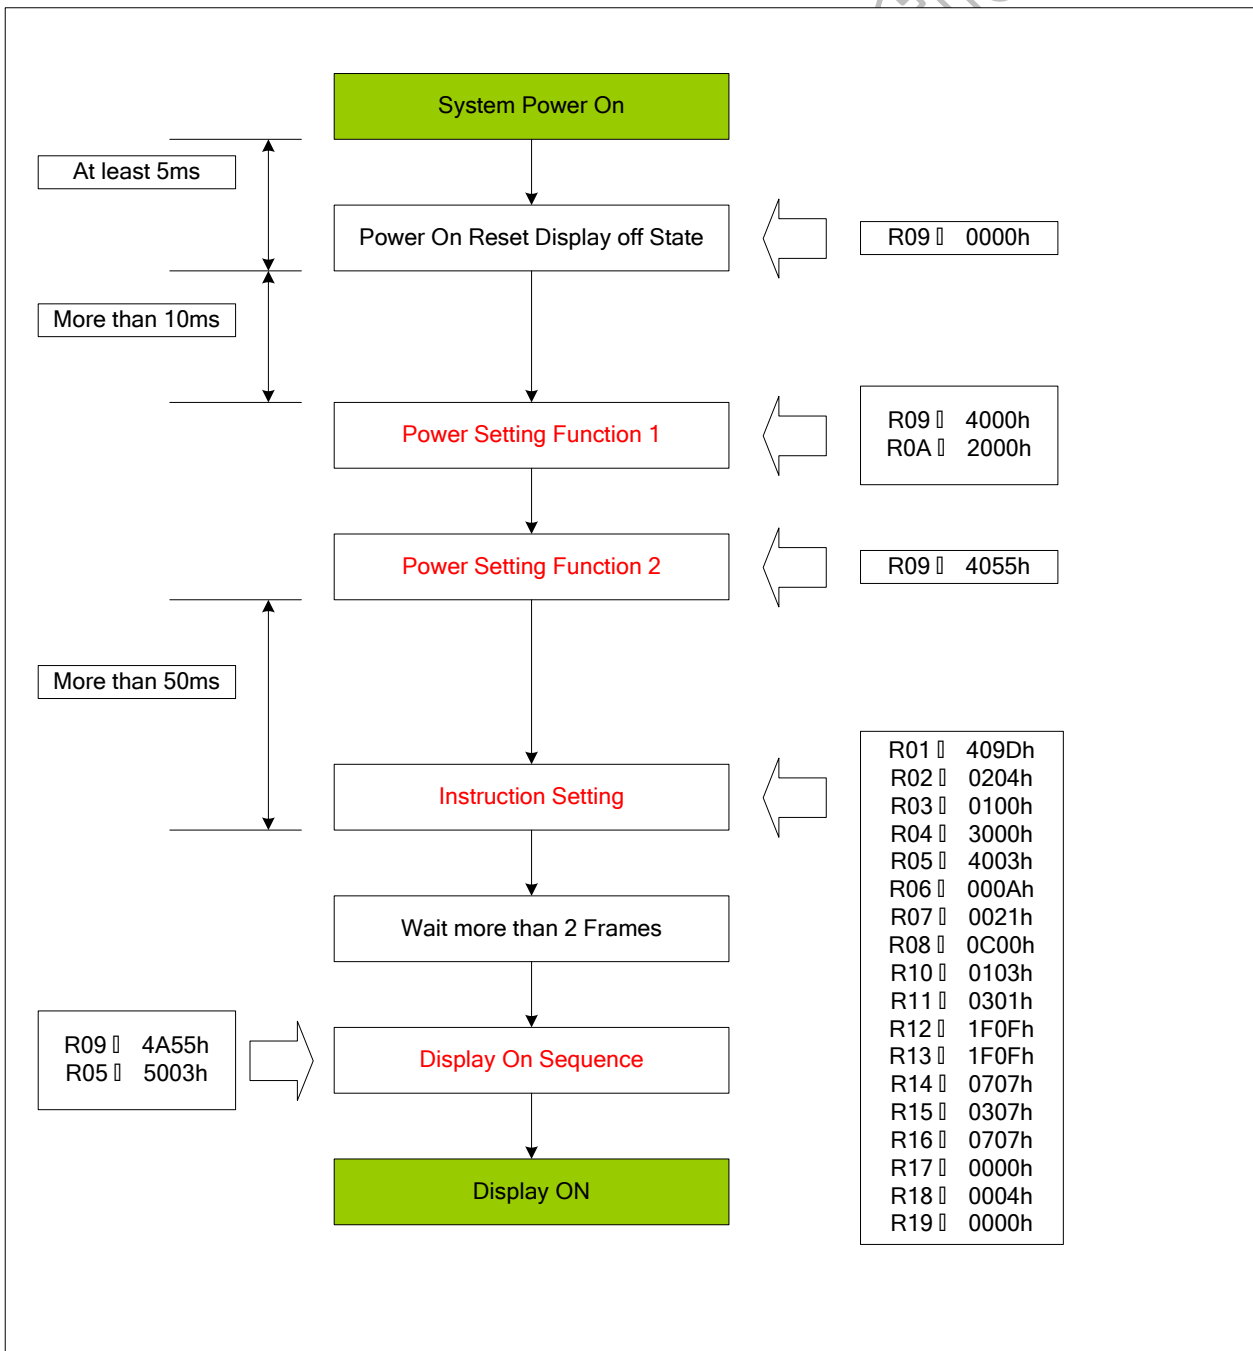 System Power On
At least 5ms
Power On Reset Display off State
R09 ▯ 0000h
More than 10ms
Power Setting Function 1
R09 ▯ 4000h
R0A ▯ 2000h
Power Setting Function 2
R09 ▯ 4055h
More than 50ms
Instruction Setting
R01 ▯ 409Dh
R02 ▯ 0204h
R03 ▯ 0100h
R04 ▯ 3000h
R05 ▯ 4003h
R06 ▯ 000Ah
R07 ▯ 0021h
R08 ▯ 0C00h
R10 ▯ 0103h
R11 ▯ 0301h
R12 ▯ 1F0Fh
R13 ▯ 1F0Fh
R14 ▯ 0707h
R15 ▯ 0307h
R16 ▯ 0707h
R17 ▯ 0000h
R18 ▯ 0004h
R19 ▯ 0000h
Wait more than 2 Frames
R09 ▯ 4A55h
R05 ▯ 5003h
Display On Sequence
Display ON